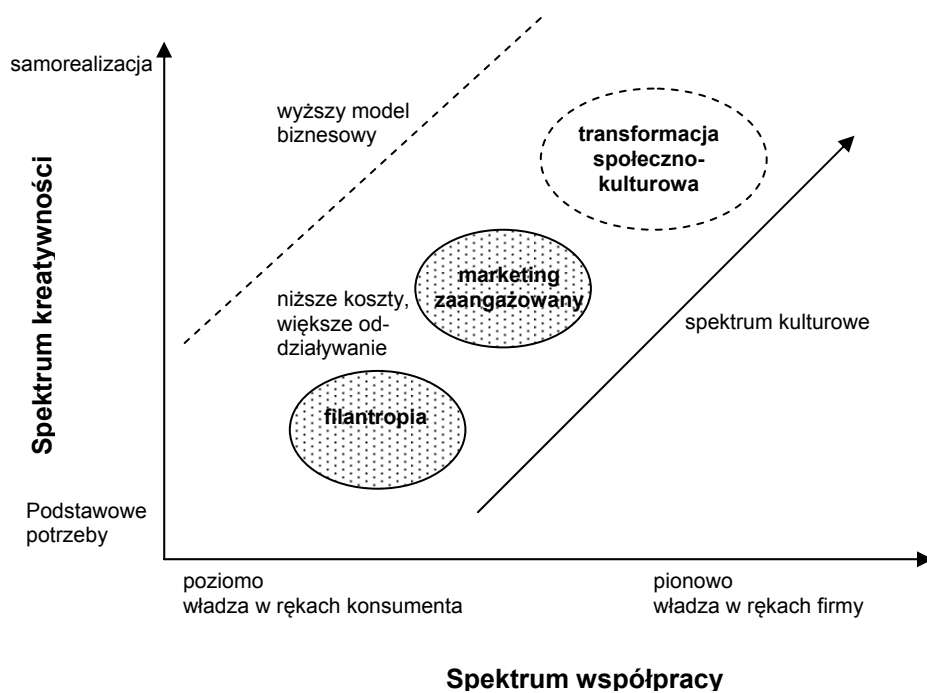 samorealizacja
wyższy model
biznesowy
transformacja
społeczno-
kulturowa
Spektrum kreatywności
marketing
zaangażowany
niższe koszty,
większe od-
działywanie
spektrum kulturowe
filantropia
Podstawowe
potrzeby
poziomo
władza w rękach konsumenta
pionowo
władza w rękach firmy
Spektrum współpracy